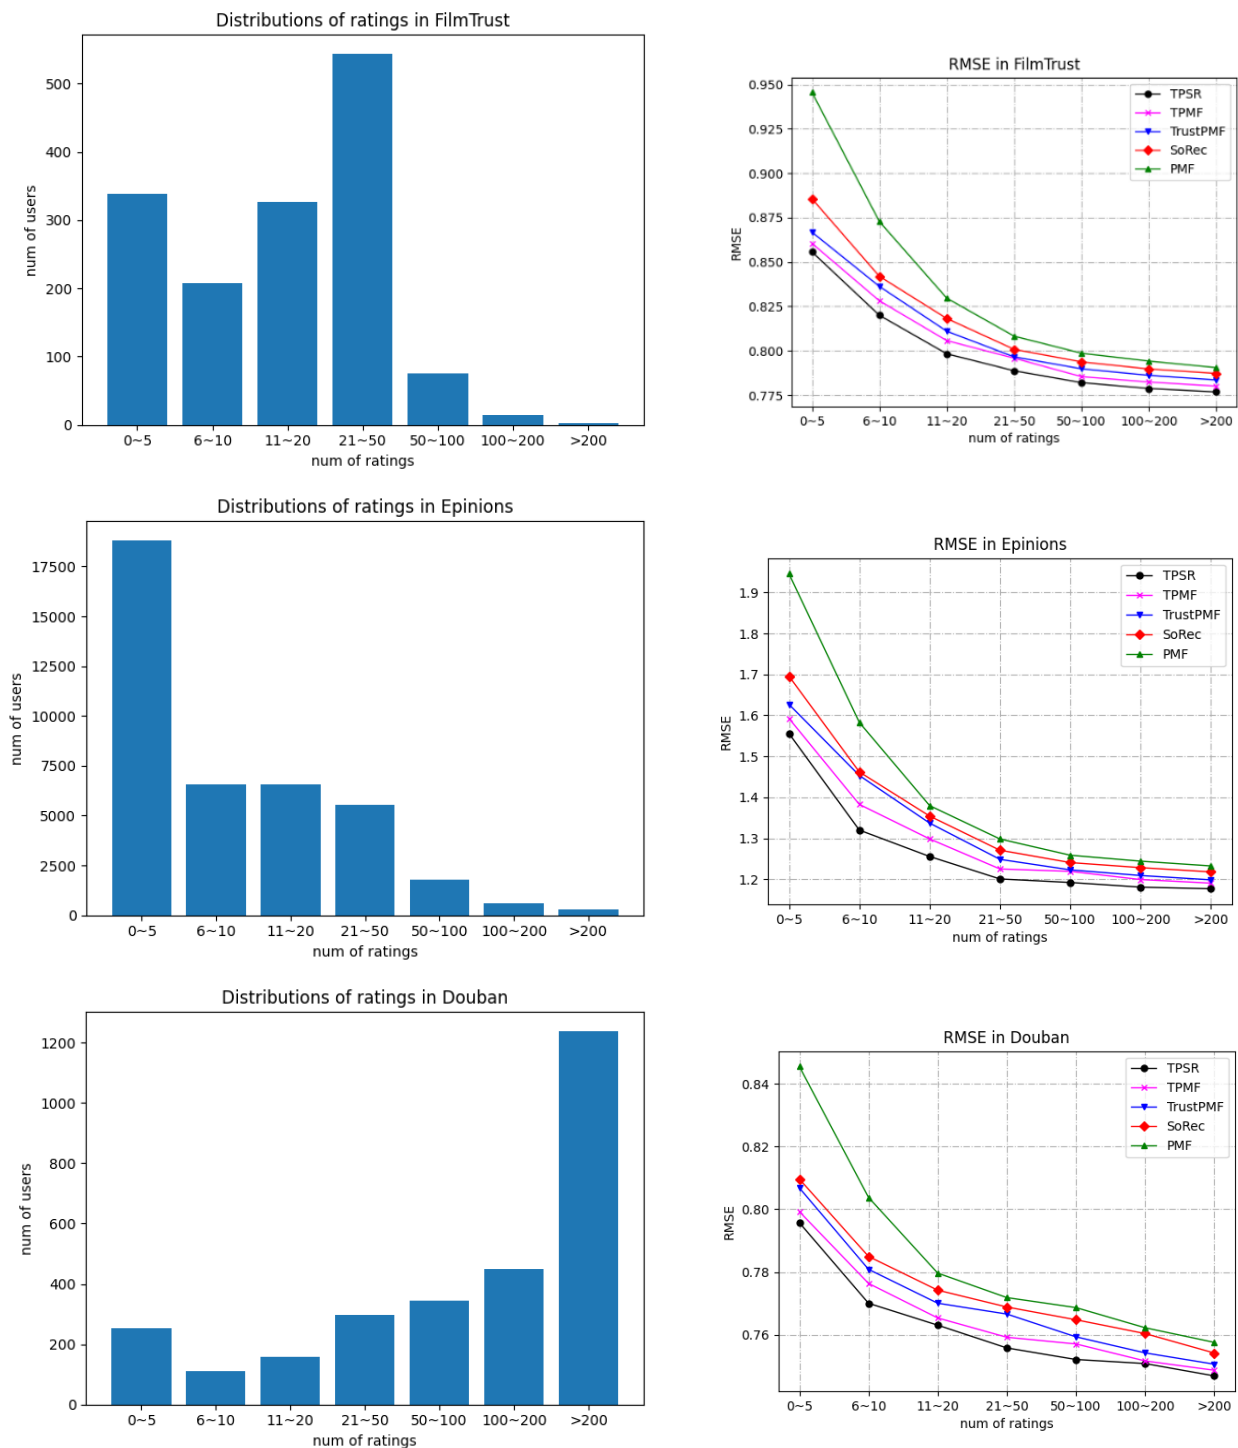 Distributions of ratings in FilmTrust
500
400
300
200
100
0
num of users
0~5 6~10 11~20 21~50 50~100 100~200 >200
num of ratings
RMSE in FilmTrust
0.950
0.925
0.900
0.875
0.850
0.825
0.800
0.775
RMSE
TPSR
TPMF
TrustPMF
SoRec
PMF
0~5 6~10 11~20 21~50 50~100 100~200 >200
num of ratings
Distributions of ratings in Epinions
17500
15000
12500
10000
7500
5000
2500
0
num of users
0~5 6~10 11~20 21~50 50~100 100~200 >200
num of ratings
RMSE in Epinions
1.9
1.8
1.7
1.6
1.5
1.4
1.3
1.2
RMSE
TPSR
TPMF
TrustPMF
SoRec
PMF
0~5 6~10 11~20 21~50 50~100 100~200 >200
num of ratings
Distributions of ratings in Douban
1200
1000
800
600
400
200
0
num of users
0~5 6~10 11~20 21~50 50~100 100~200 >200
num of ratings
RMSE in Douban
0.84
0.82
0.80
0.78
0.76
RMSE
TPSR
TPMF
TrustPMF
SoRec
PMF
0~5 6~10 11~20 21~50 50~100 100~200 >200
num of ratings